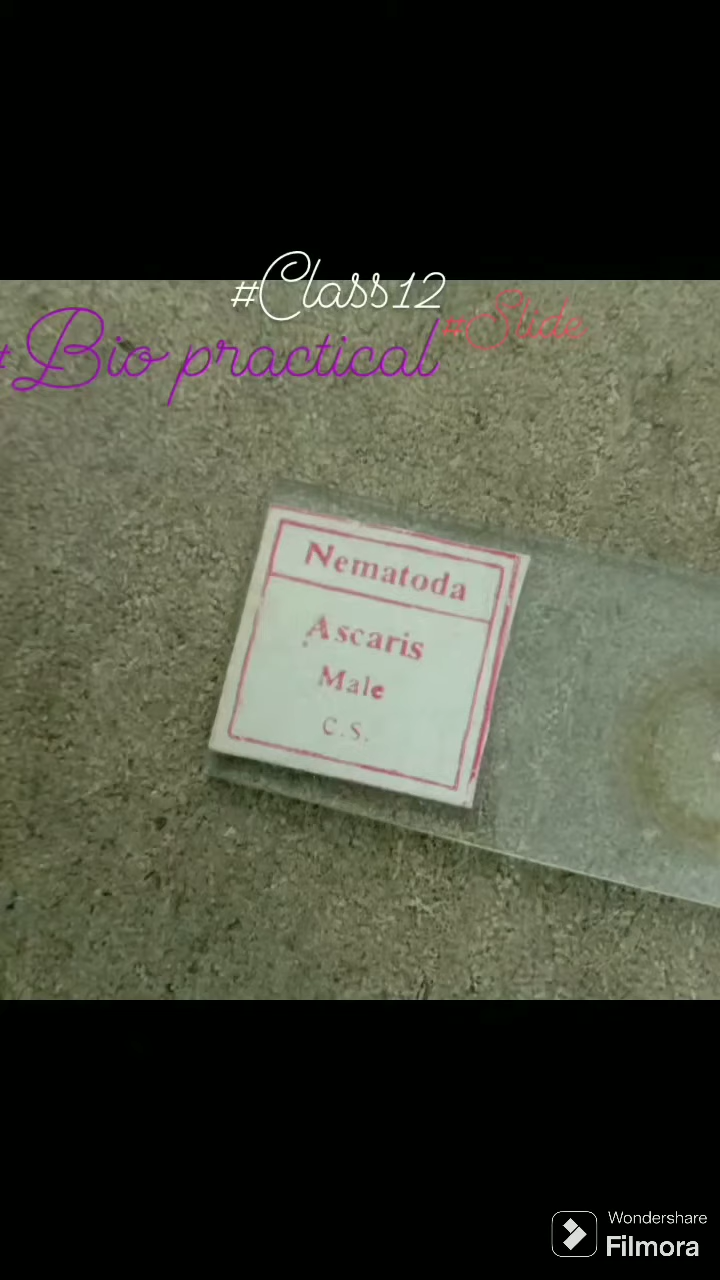 #Class12
#Bio practical #Slide
Nematoda
Ascaris
Male
C.S.
Wondershare
Filmora